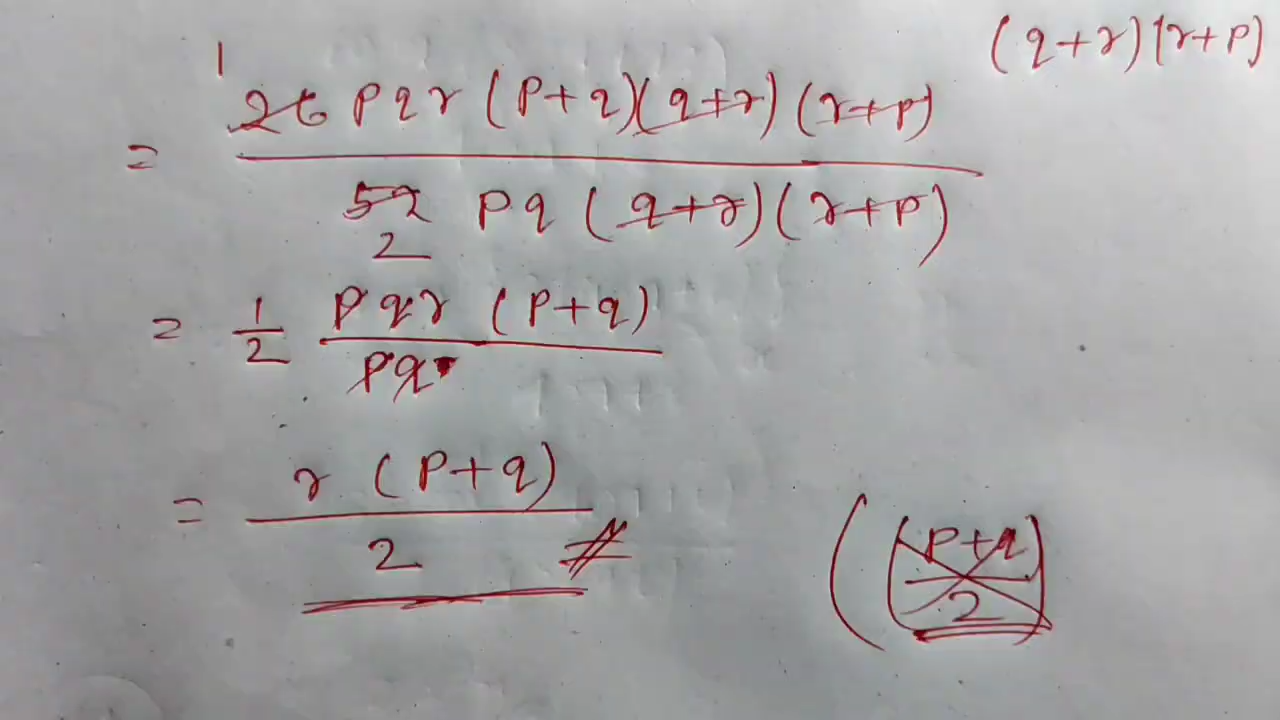 (q+r)(r+p)
1
= 26 pqr (p+q)(q+r)(r+p)
52 pq (q+r)(r+p)
2
= 1/2 pqr (p+q)
pq
= r (p+q)
2
(p+q)
2